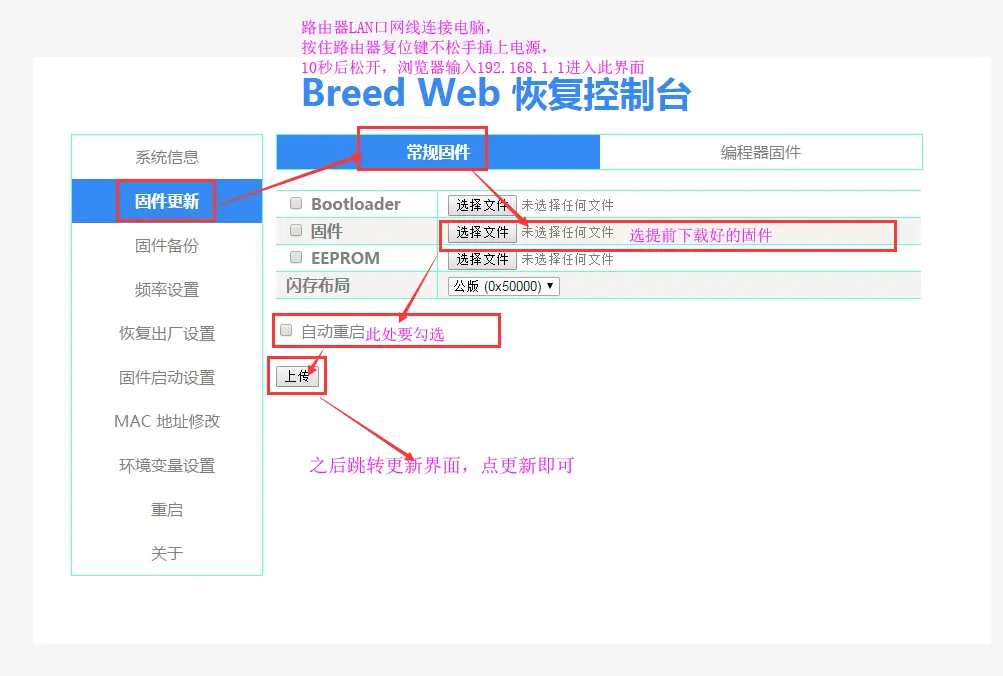 路由器LAN口网线连接电脑，
按住路由器复位键不松手插上电源，
10秒后松开，浏览器输入192.168.1.1进入此界面
Breed Web 恢复控制台
系统信息
固件更新
固件备份
频率设置
恢复出厂设置
固件启动设置
MAC 地址修改
环境变量设置
重启
关于
常规固件 编程器固件
Bootloader 选择文件 未选择任何文件
固件 选择文件 未选择任何文件 选提前下载好的固件
EEPROM 选择文件 未选择任何文件
闪存布局 公版 (0x50000)
自动重启此处要勾选
上传
之后跳转更新界面，点更新即可